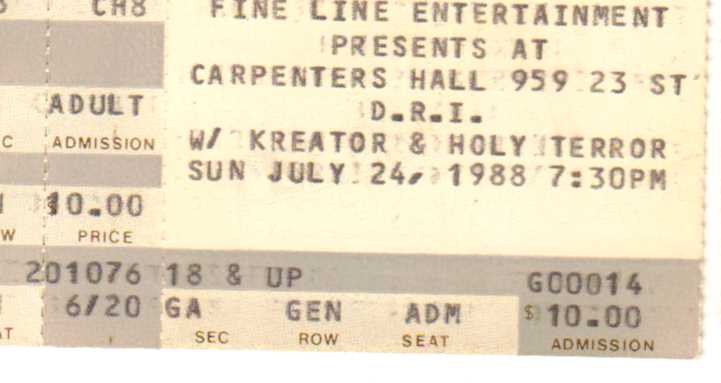 CH8
FINE LINE ENTERTAINMENT
PRESENTS AT
CARPENTERS HALL 959 23 ST
ADULT
D.R.I.
C ADMISSION
W/ KREATOR & HOLY TERROR
SUN JULY 24, 1988 7:30PM
$10.00
W PRICE
201076 18 & UP G00014
6/20 GA GEN ADM $10.00
AT SEC ROW SEAT ADMISSION